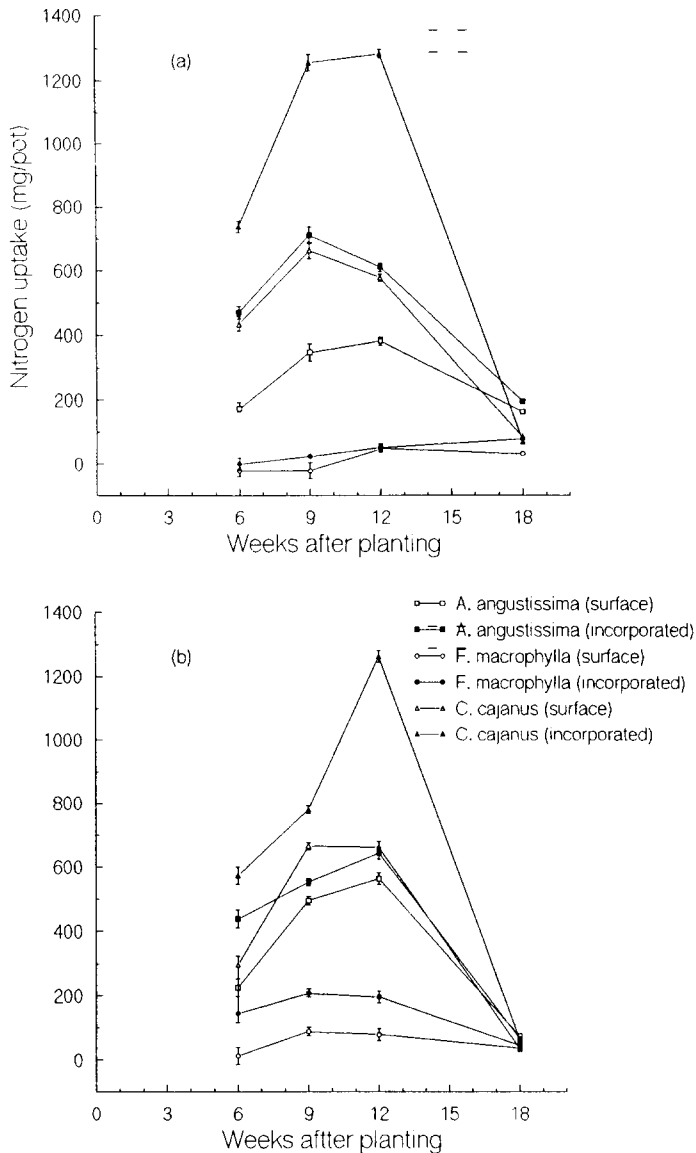 1400
(a)
1200
1000
800
600
400
200
0
Nitrogen uptake (mg/pot)
0 3 6 9 12 15 18
Weeks after planting
A. angustissima (surface)
A. angustissima (incorporated)
F. macrophylla (surface)
F. macrophylla (incorporated)
C. cajanus (surface)
C. cajanus (incorporated)
1400
(b)
1200
1000
800
600
400
200
0
0 3 6 9 12 15 18
Weeks aftter planting